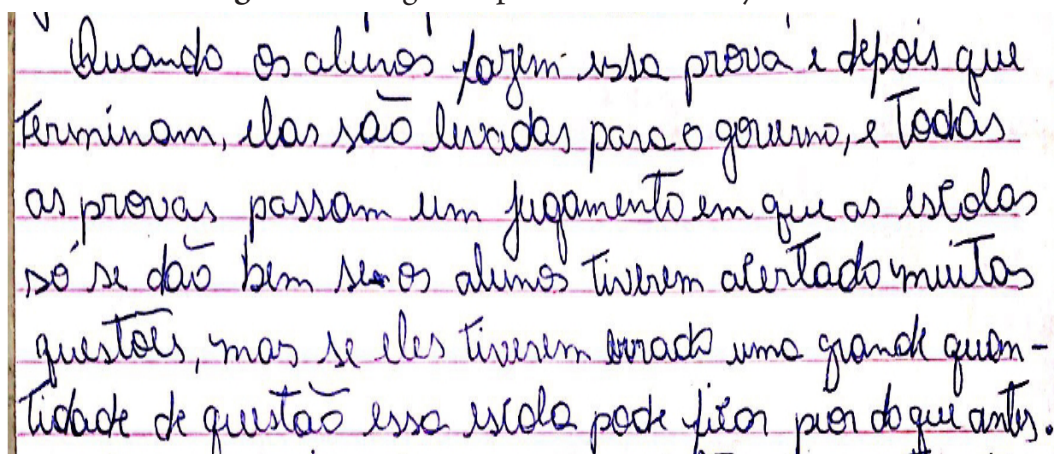 Quando os alunos fazem essa prova e depois que
terminam, elas são levadas para o governo, e todas
as provas passam um jugamento em que as escolas
só se dão bem se os alunos tiverem acertado muitas
questões, mas se eles tiverem errado uma grande quan-
tidade de questão essa escola pode ficar pior do que antes.